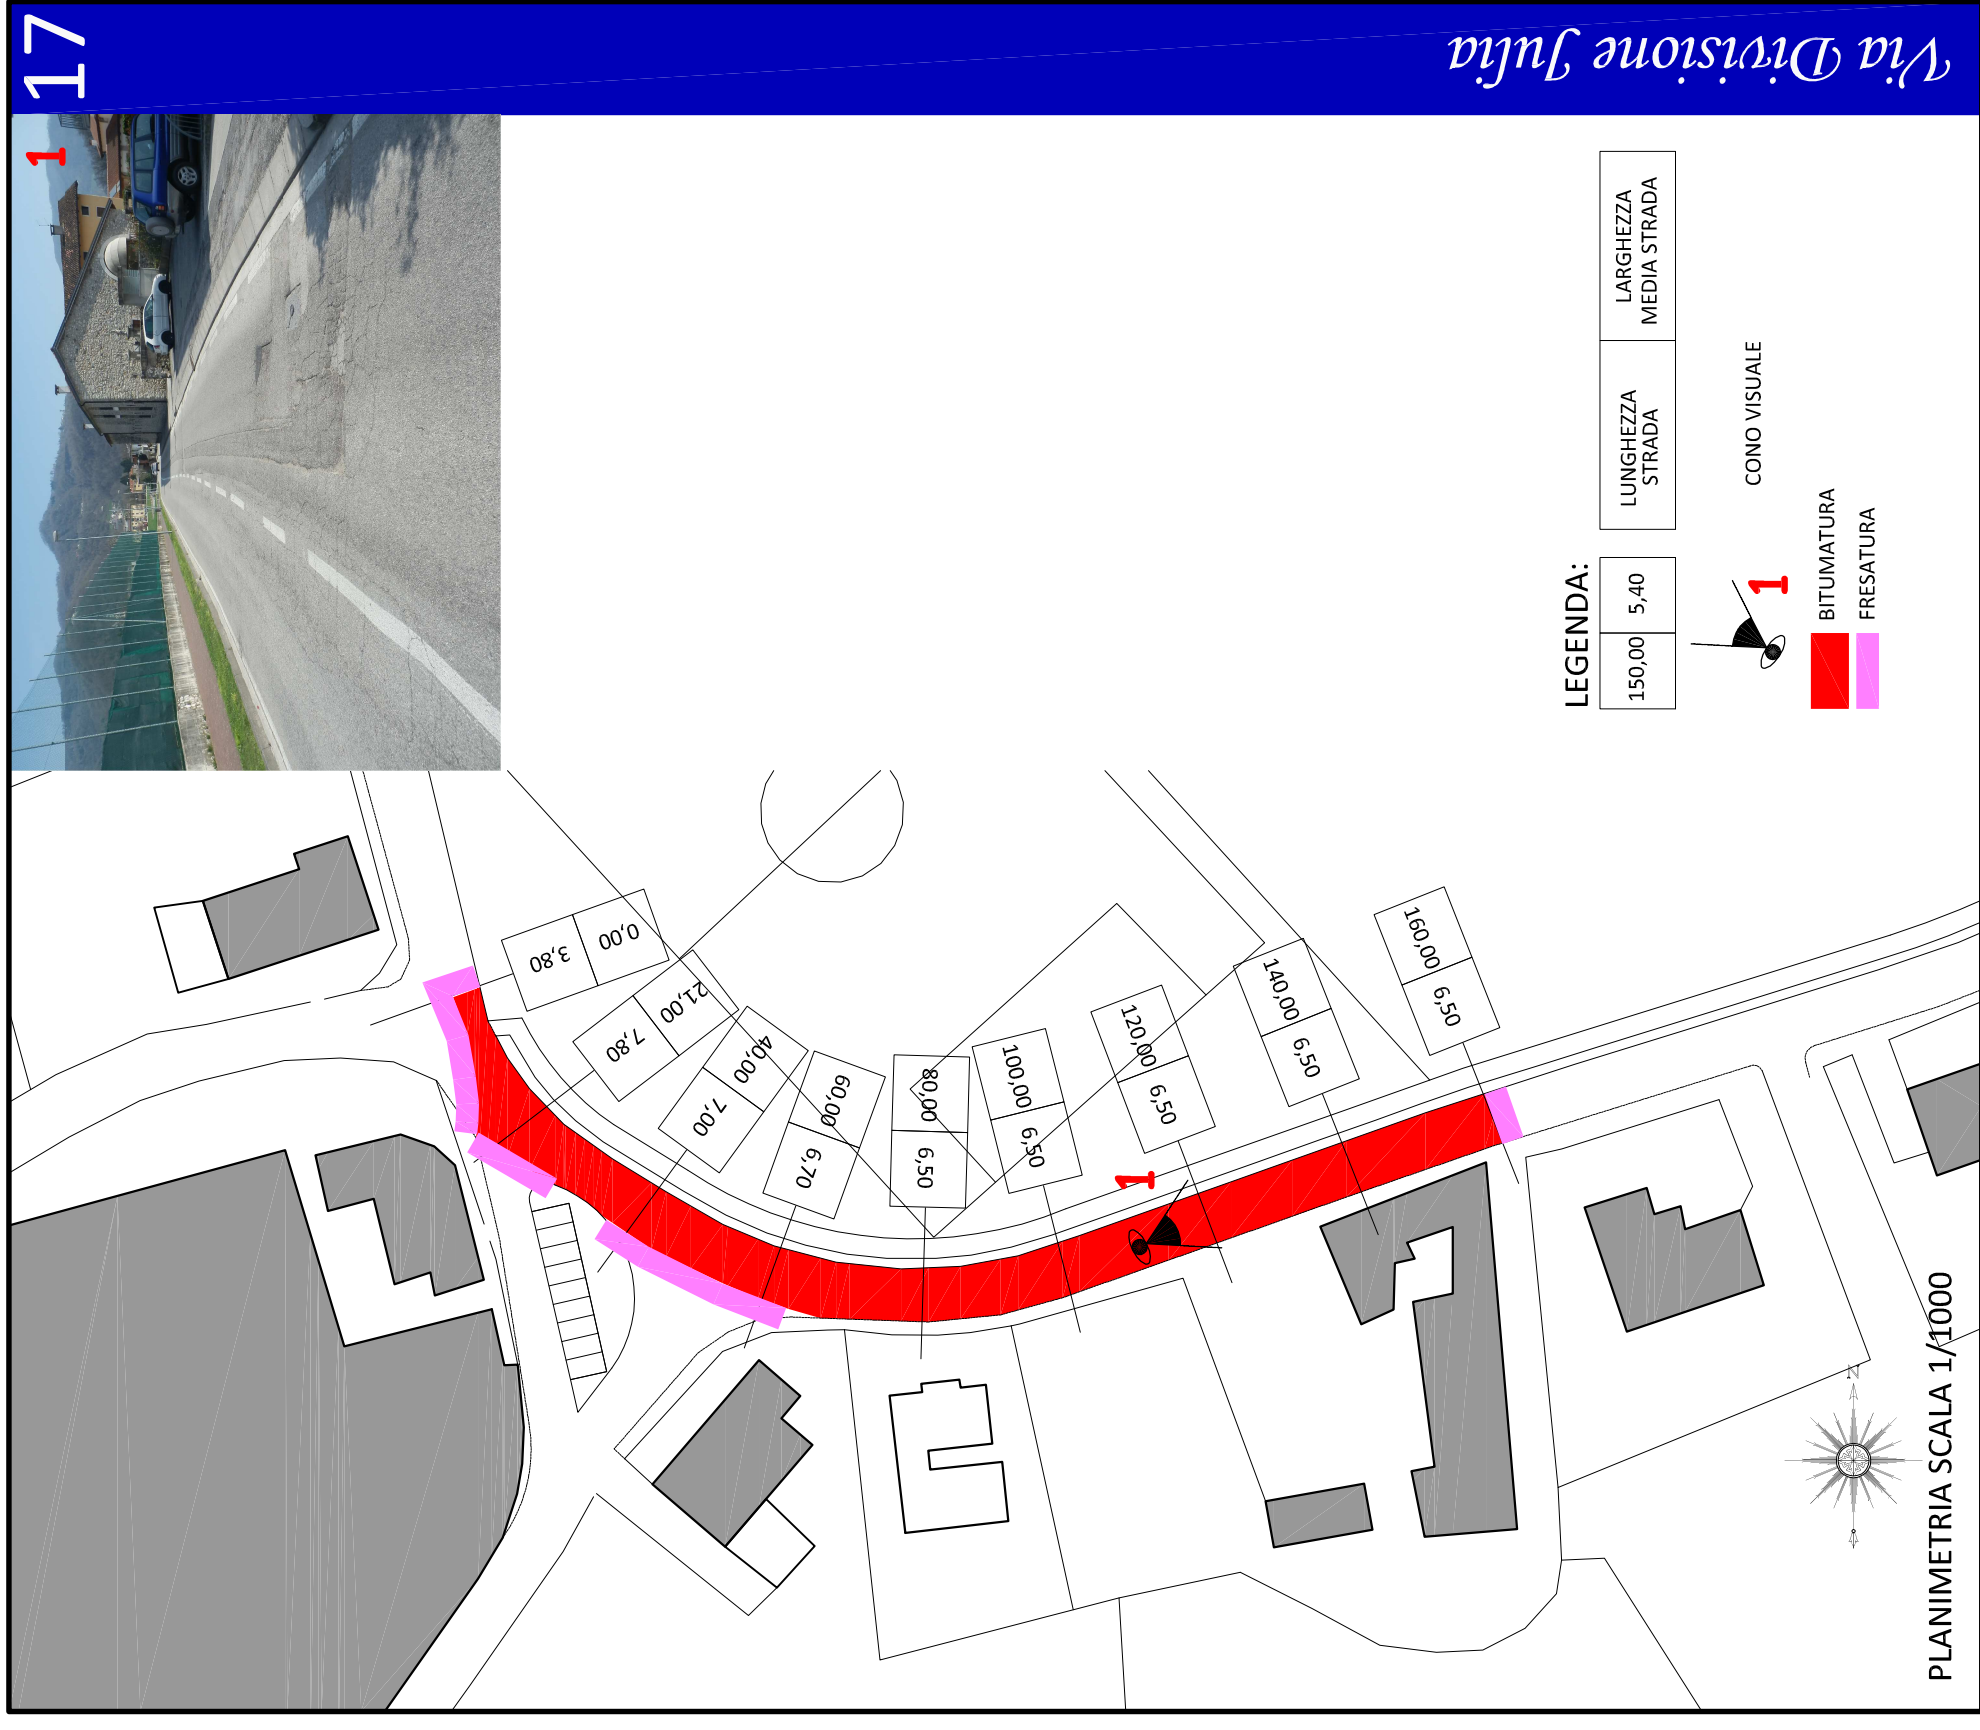 17
Via Divisione Julia
1
LEGENDA:
150,00 5,40
LUNGHEZZA
STRADA
LARGHEZZA
MEDIA STRADA
1
CONO VISUALE
BITUMATURA
FRESATURA
3,80 0,00
7,80 21,00
7,00 40,00
60,00 6,70
80,00 6,50
100,00 6,50
120,00 6,50
140,00 6,50
160,00 6,50
1
N
PLANIMETRIA SCALA 1/1000